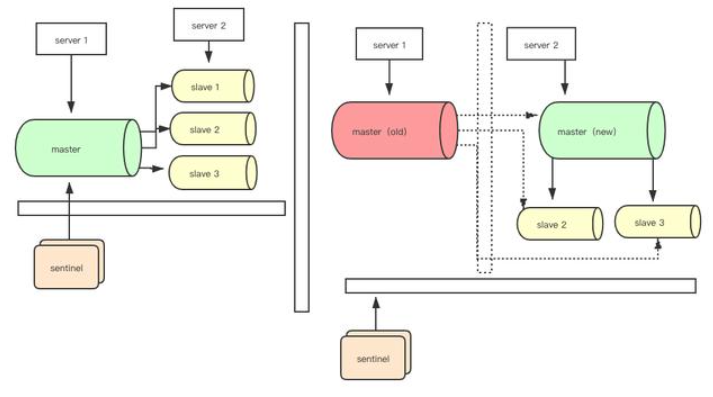 server 1
server 2
slave 1
master
slave 2
slave 3
sentinel
server 1
server 2
master（old）
master（new）
slave 2
slave 3
sentinel